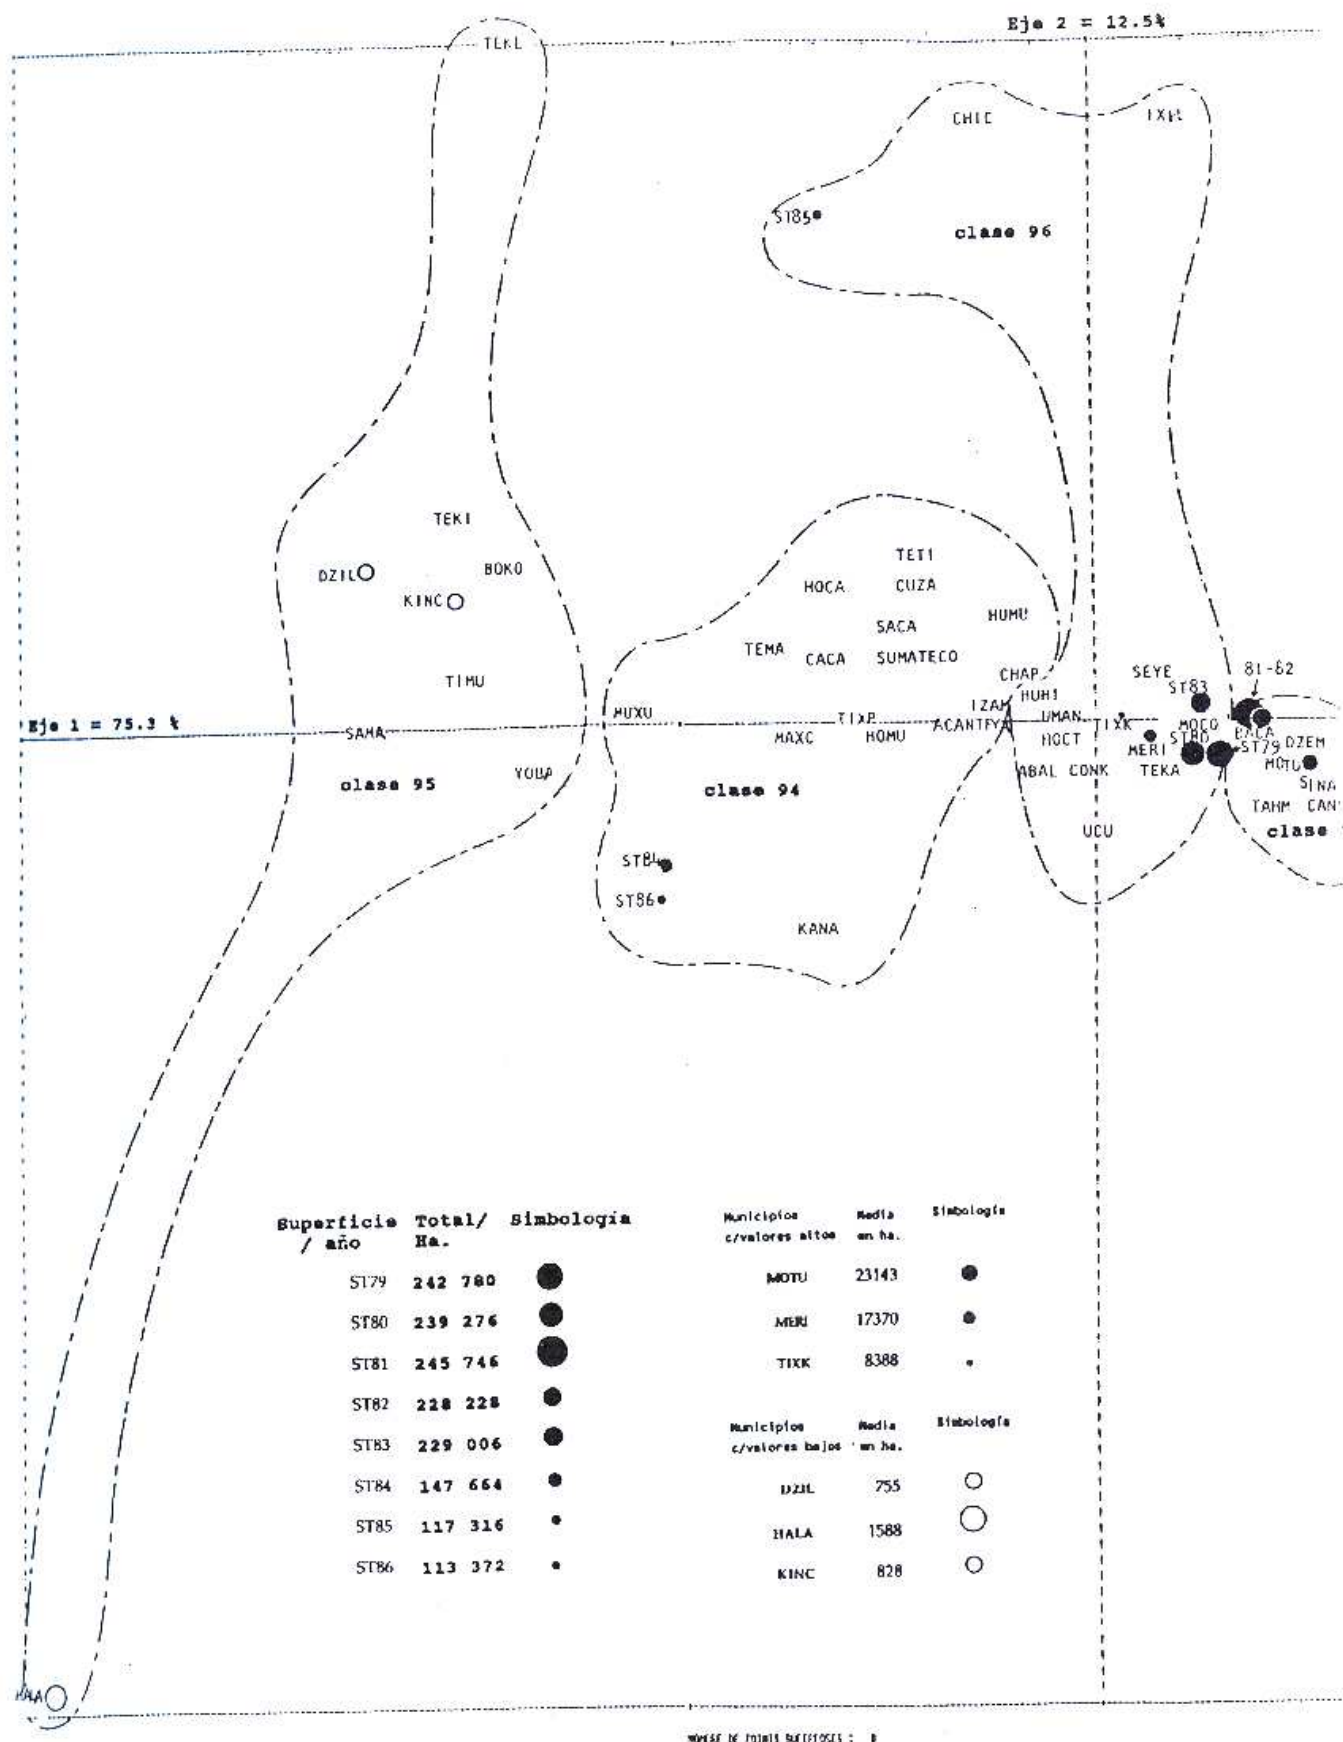 Eje 2 = 12.5%
TEKL
CHIC
ST85
clase 96
TEKI
DZIL
BOKO
KINC
TETI
HOCA
CUZA
HUMU
SACA
TEMA
CACA
SUMATECO
TIMU
CHAP
HUHI
SEYE
ST83
81-82
Eje 1 = 75.3 %
SAMA
MUXU
TIXP
IZAM
ACANTEYA
UMAN
TIXK
MOCO
BACA
MAXC
HOMU
HOCT
MERI
ST80
ST79
DZEM
YOBA
ABAL CONK
TEKA
MOTU
SINA
clase 95
clase 94
TAHM CAN
UCU
clase
ST84
ST86
KANA
Superficie / año
Total/ Ha.
Simbología
ST79 242 780
ST80 239 276
ST81 245 746
ST82 228 228
ST83 229 006
ST84 147 664
ST85 117 316
ST86 113 372
Municipios c/valores altos
Media en ha.
Simbología
MOTU 23143
MERI 17370
TIXK 8388
Municipios c/valores bajos
Media en ha.
Simbología
DZIL 755
HALA 1588
KINC 828
HALA